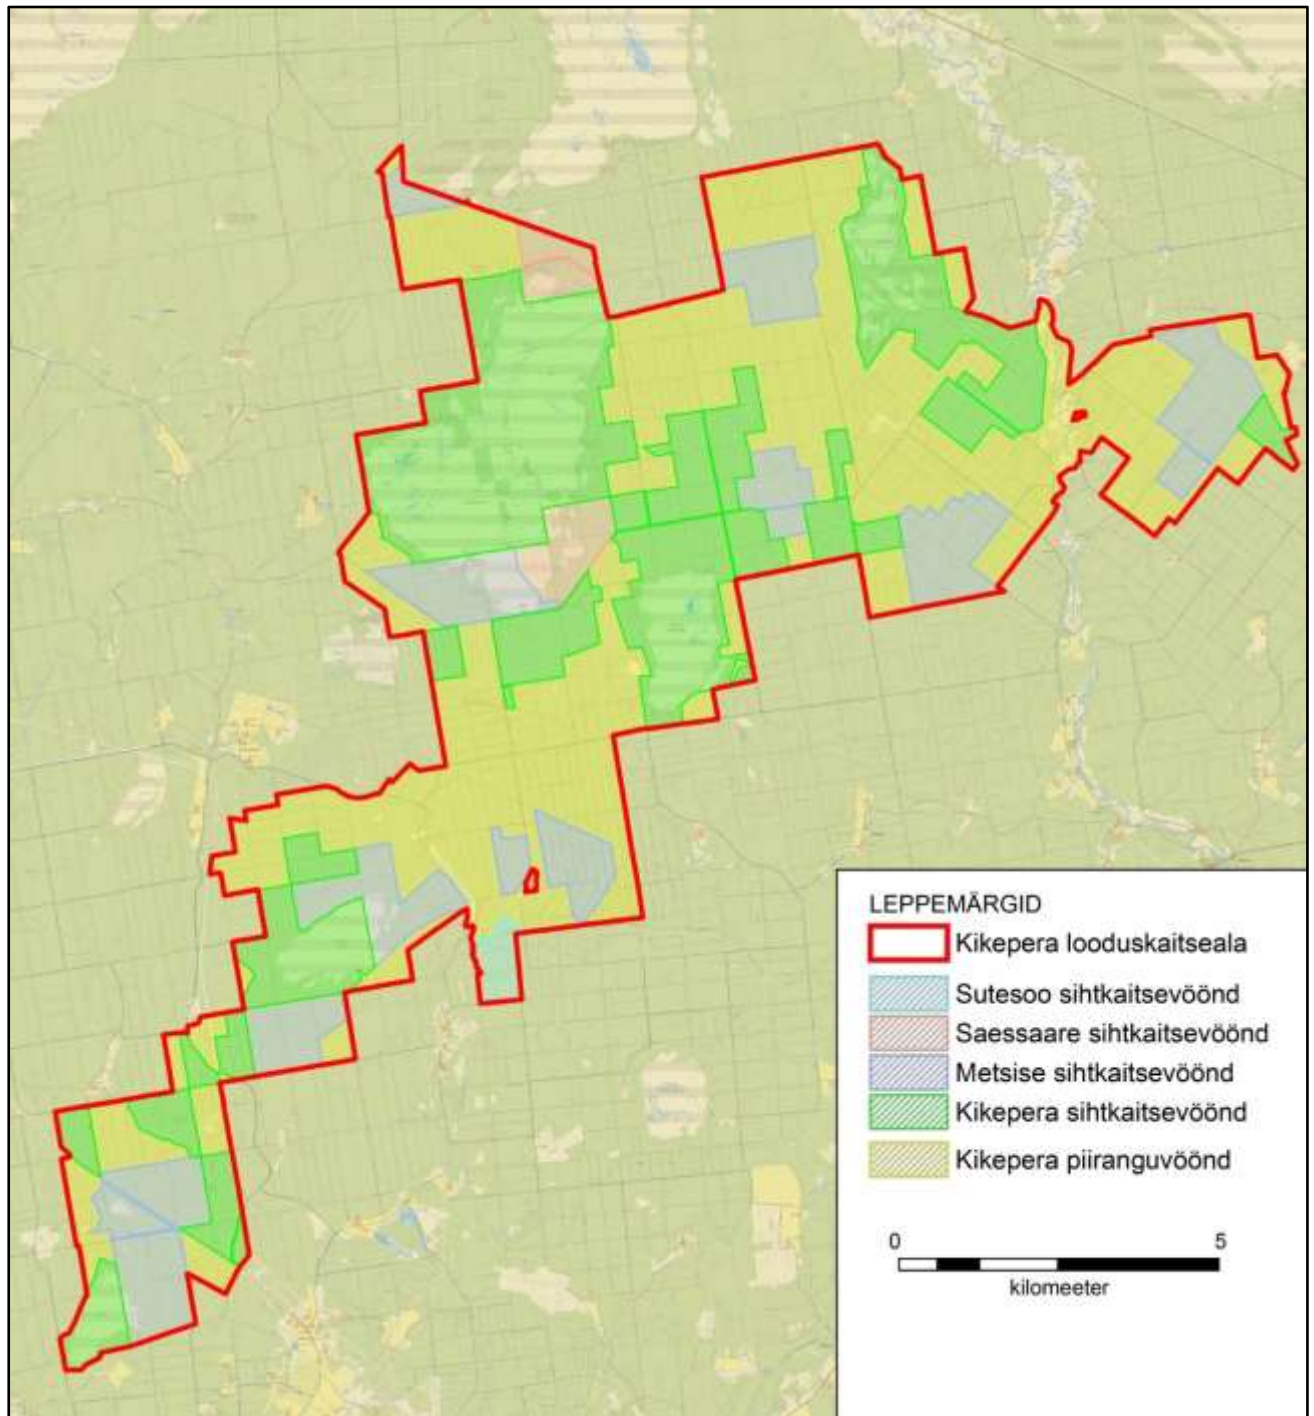 LEPPEMÄRGID
Kikepera looduskaitseala
Sutesoo sihtkaitsevöönd
Saessaare sihtkaitsevöönd
Metsise sihtkaitsevöönd
Kikepera sihtkaitsevöönd
Kikepera piiranguvöönd
0 5
kilomeeter